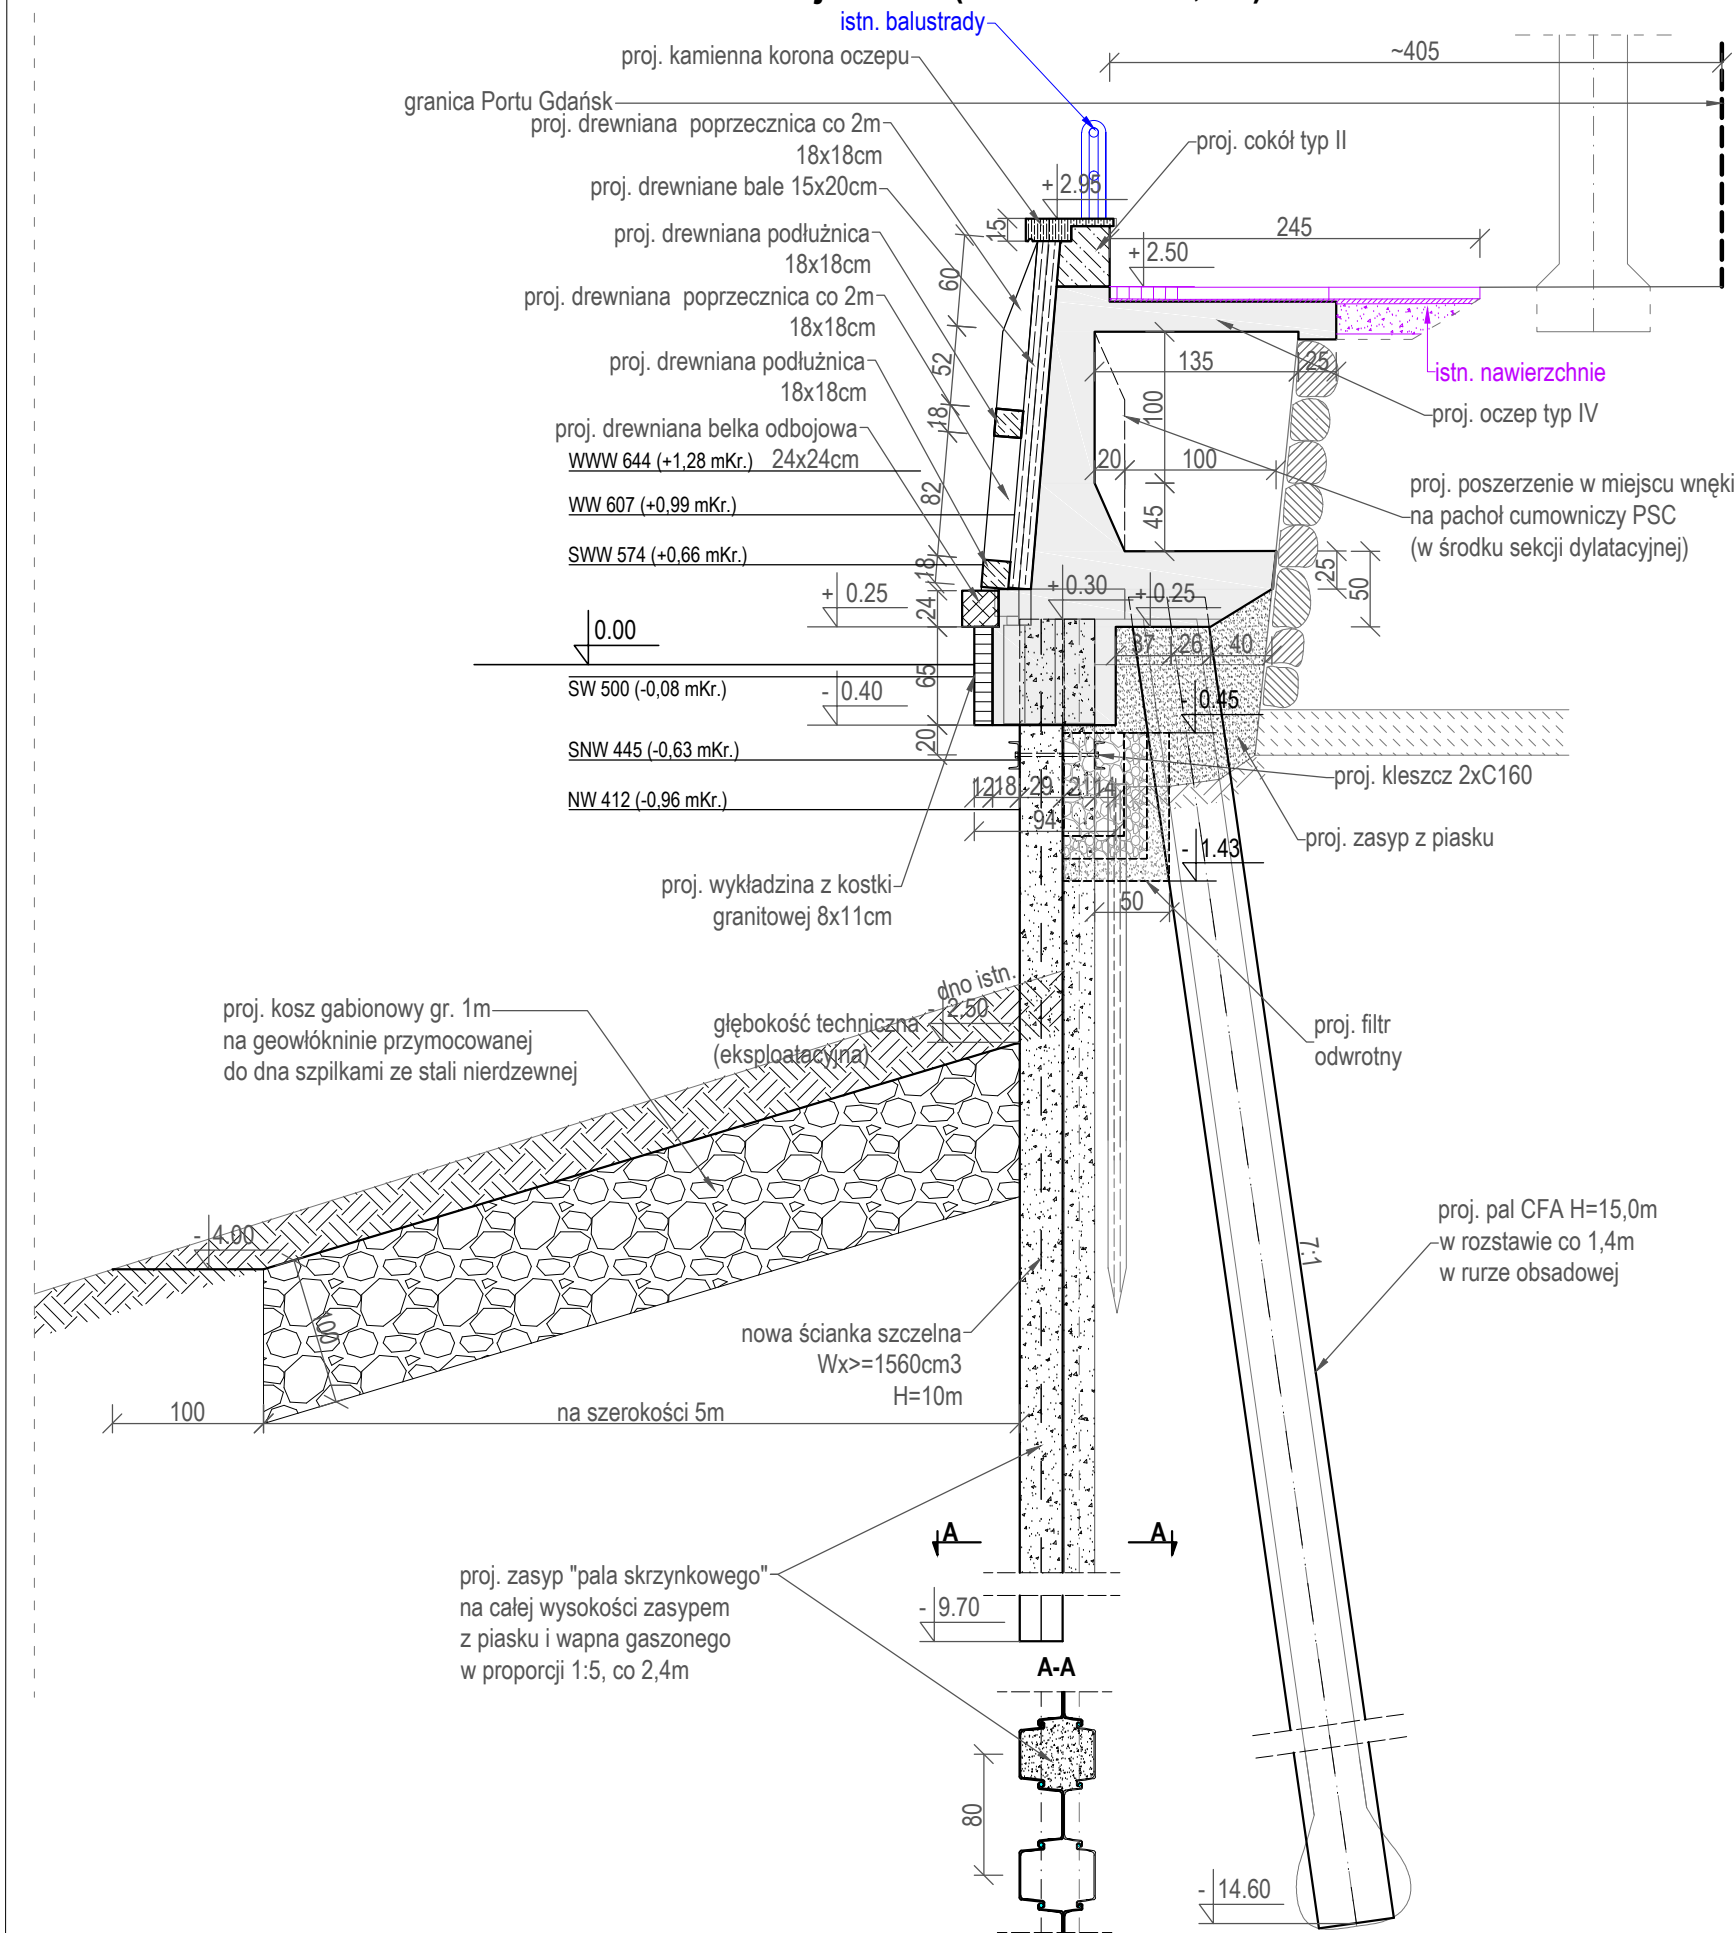 istn. balustrady
proj. kamienna korona oczepu
~405
granica Portu Gdańsk
proj. drewniana poprzecznica co 2m
18x18cm
proj. cokół typ II
proj. drewniane bale 15x20cm
+ 2.95
15
245
proj. drewniana podłużnica
18x18cm
+ 2.50
60
proj. drewniana poprzecznica co 2m
18x18cm
52
135
25
istn. nawierzchnie
proj. drewniana podłużnica
18x18cm
100
18
proj. oczep typ IV
proj. drewniana belka odbojowa
24x24cm
WWW 644 (+1,28 mKr.)
20
100
82
proj. poszerzenie w miejscu wnęki
na pachoł cumowniczy PSC
(w środku sekcji dylatacyjnej)
WW 607 (+0,99 mKr.)
45
SWW 574 (+0,66 mKr.)
18
25
50
+ 0.25
24
+ 0.30
+ 0.25
0.00
37
26
40
65
SW 500 (-0,08 mKr.)
- 0.40
- 0.45
20
SNW 445 (-0,63 mKr.)
proj. kleszcz 2xC160
12
18
29
21
14
NW 412 (-0,96 mKr.)
94
proj. zasyp z piasku
- 1.43
proj. wykładzina z kostki
granitowej 8x11cm
50
dno istn.
- 2.50
proj. kosz gabionowy gr. 1m
na geowłókninie przymocowanej
do dna szpilkami ze stali nierdzewnej
głębokość techniczna
(eksploatacyjna)
proj. filtr
odwrotny
- 4.00
proj. pal CFA H=15,0m
w rozstawie co 1,4m
w rurze obsadowej
7:1
100
nowa ścianka szczelna
Wx>=1560cm3
H=10m
100
na szerokości 5m
A
A
proj. zasyp "pala skrzynkowego"
na całej wysokości zasypem
z piasku i wapna gaszonego
w proporcji 1:5, co 2,4m
- 9.70
A-A
80
- 14.60